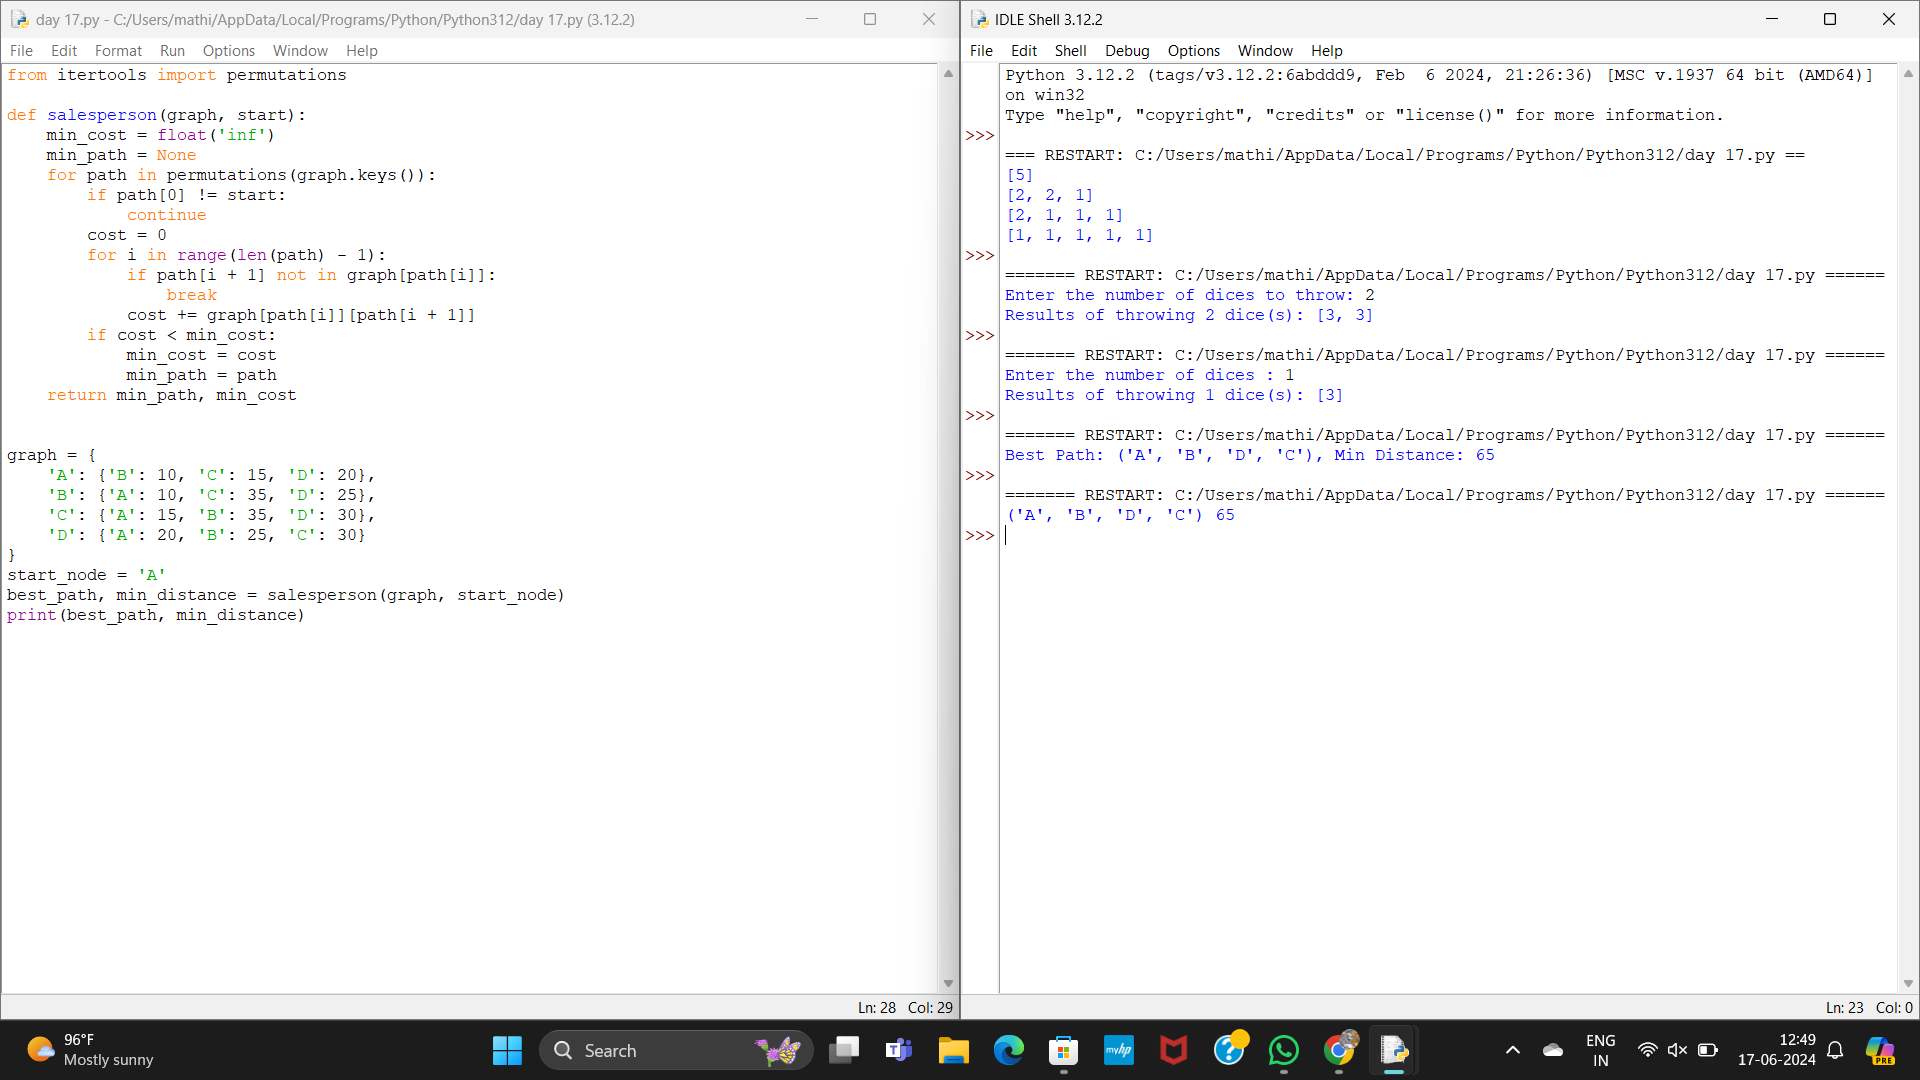 day 17.py - C:/Users/mathi/AppData/Local/Programs/Python/Python312/day 17.py (3.12.2)
File Edit Format Run Options Window Help
from itertools import permutations
def salesperson(graph, start):
    min_cost = float('inf')
    min_path = None
    for path in permutations(graph.keys()):
        if path[0] != start:
            continue
        cost = 0
        for i in range(len(path) - 1):
            if path[i + 1] not in graph[path[i]]:
                break
            cost += graph[path[i]][path[i + 1]]
        if cost < min_cost:
            min_cost = cost
            min_path = path
    return min_path, min_cost
graph = {
    'A': {'B': 10, 'C': 15, 'D': 20},
    'B': {'A': 10, 'C': 35, 'D': 25},
    'C': {'A': 15, 'B': 35, 'D': 30},
    'D': {'A': 20, 'B': 25, 'C': 30}
}
start_node = 'A'
best_path, min_distance = salesperson(graph, start_node)
print(best_path, min_distance)
Ln: 28 Col: 29
IDLE Shell 3.12.2
File Edit Shell Debug Options Window Help
Python 3.12.2 (tags/v3.12.2:6abddd9, Feb  6 2024, 21:26:36) [MSC v.1937 64 bit (AMD64)]
on win32
Type "help", "copyright", "credits" or "license()" for more information.
>>>
=== RESTART: C:/Users/mathi/AppData/Local/Programs/Python/Python312/day 17.py ==
[5]
[2, 2, 1]
[2, 1, 1, 1]
[1, 1, 1, 1, 1]
>>>
======= RESTART: C:/Users/mathi/AppData/Local/Programs/Python/Python312/day 17.py ======
Enter the number of dices to throw: 2
Results of throwing 2 dice(s): [3, 3]
>>>
======= RESTART: C:/Users/mathi/AppData/Local/Programs/Python/Python312/day 17.py ======
Enter the number of dices : 1
Results of throwing 1 dice(s): [3]
>>>
======= RESTART: C:/Users/mathi/AppData/Local/Programs/Python/Python312/day 17.py ======
Best Path: ('A', 'B', 'D', 'C'), Min Distance: 65
>>>
======= RESTART: C:/Users/mathi/AppData/Local/Programs/Python/Python312/day 17.py ======
('A', 'B', 'D', 'C') 65
>>>
Ln: 23 Col: 0
96°F
Mostly sunny
Search
myhp
ENG
IN
12:49
17-06-2024
PRE